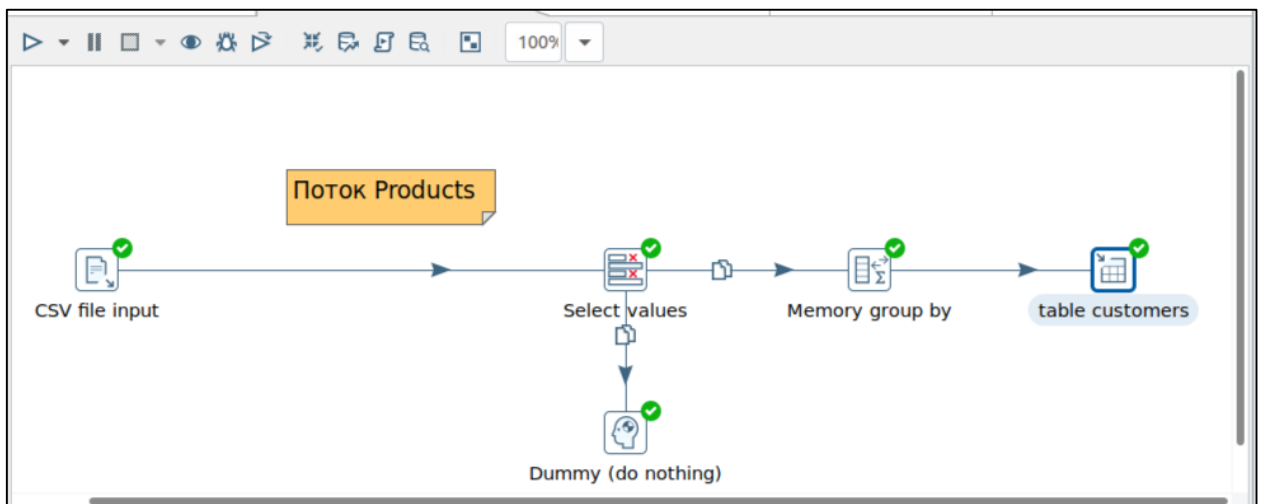 100%
Поток Products
CSV file input
Select values
Memory group by
table customers
Dummy (do nothing)